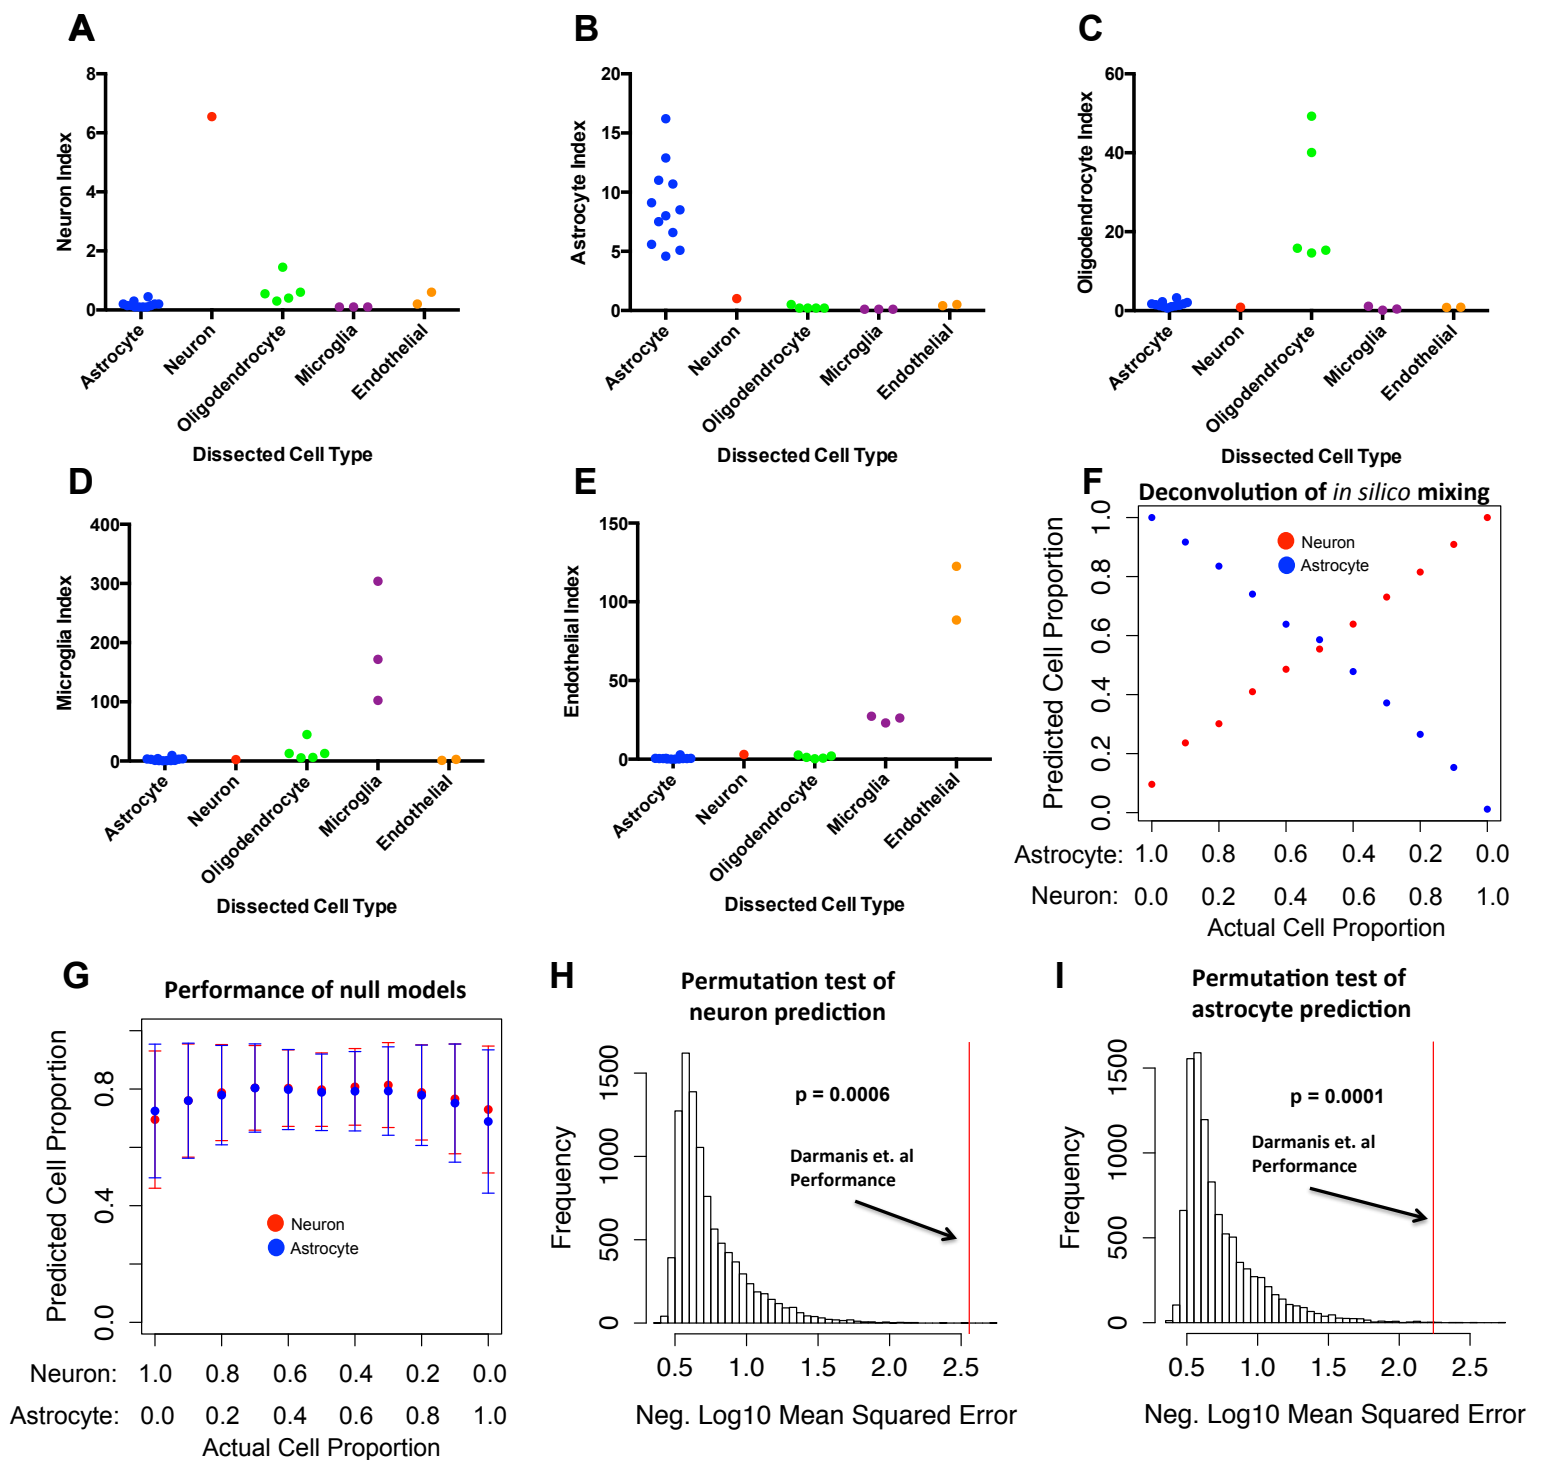 A
Neuron Index
8
6
4
2
0
Astrocyte
Neuron
Oligodendrocyte
Microglia
Endothelial
Dissected Cell Type
B
Astrocyte Index
20
15
10
5
0
Astrocyte
Neuron
Oligodendrocyte
Microglia
Endothelial
Dissected Cell Type
C
Oligodendrocyte Index
60
40
20
0
Astrocyte
Neuron
Oligodendrocyte
Microglia
Endothelial
Dissected Cell Type
D
Microglia Index
400
300
200
100
0
Astrocyte
Neuron
Oligodendrocyte
Microglia
Endothelial
Dissected Cell Type
E
Endothelial Index
150
100
50
0
Astrocyte
Neuron
Oligodendrocyte
Microglia
Endothelial
Dissected Cell Type
F
Deconvolution of in silico mixing
Predicted Cell Proportion
1.0
0.8
0.6
0.4
0.2
0.0
Neuron
Astrocyte
Astrocyte: 1.0 0.8 0.6 0.4 0.2 0.0
Neuron: 0.0 0.2 0.4 0.6 0.8 1.0
Actual Cell Proportion
G
Performance of null models
Predicted Cell Proportion
0.8
0.4
0.0
Neuron
Astrocyte
Neuron: 1.0 0.8 0.6 0.4 0.2 0.0
Astrocyte: 0.0 0.2 0.4 0.6 0.8 1.0
Actual Cell Proportion
H
Permutation test of
neuron prediction
Frequency
1500
1000
500
0
p = 0.0006
Darmanis et. al
Performance
0.5 1.0 1.5 2.0 2.5
Neg. Log10 Mean Squared Error
I
Permutation test of
astrocyte prediction
Frequency
1500
1000
500
0
p = 0.0001
Darmanis et. al
Performance
0.5 1.0 1.5 2.0 2.5
Neg. Log10 Mean Squared Error